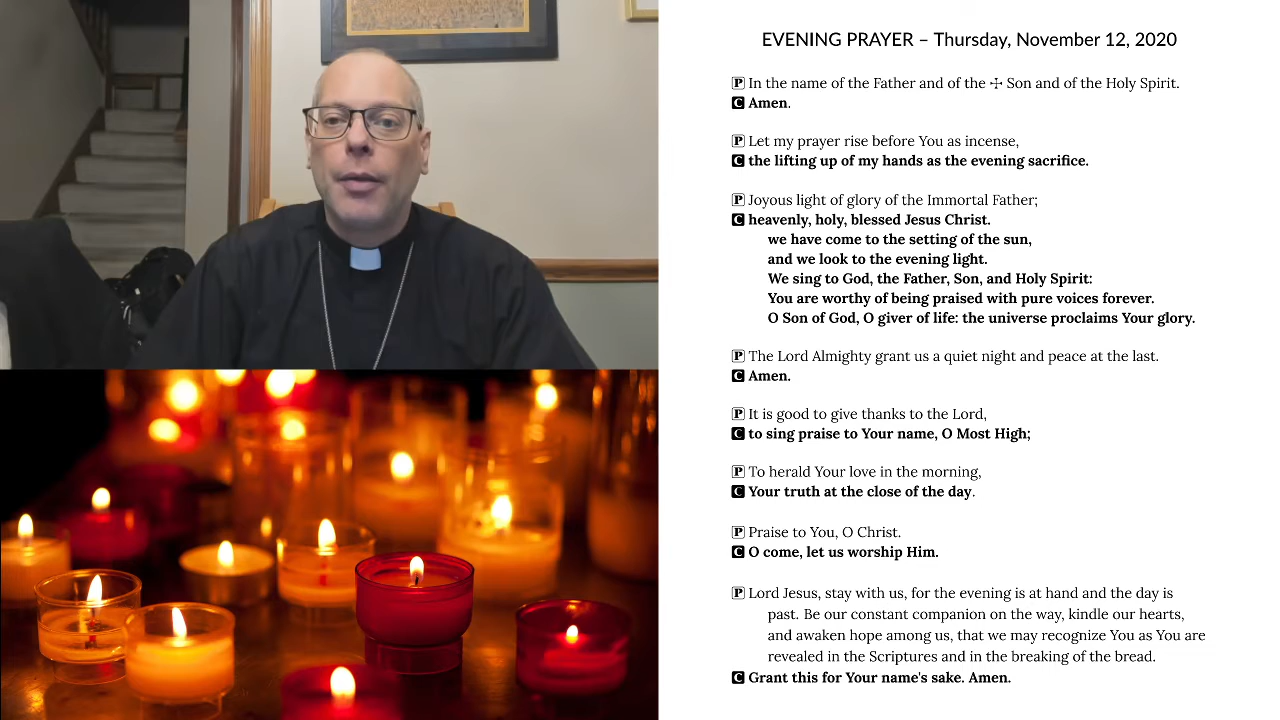 EVENING PRAYER – Thursday, November 12, 2020
P In the name of the Father and of the ☩ Son and of the Holy Spirit.
C Amen.
P Let my prayer rise before You as incense,
C the lifting up of my hands as the evening sacrifice.
P Joyous light of glory of the Immortal Father;
C heavenly, holy, blessed Jesus Christ.
we have come to the setting of the sun,
and we look to the evening light.
We sing to God, the Father, Son, and Holy Spirit:
You are worthy of being praised with pure voices forever.
O Son of God, O giver of life: the universe proclaims Your glory.
P The Lord Almighty grant us a quiet night and peace at the last.
C Amen.
P It is good to give thanks to the Lord,
C to sing praise to Your name, O Most High;
P To herald Your love in the morning,
C Your truth at the close of the day.
P Praise to You, O Christ.
C O come, let us worship Him.
P Lord Jesus, stay with us, for the evening is at hand and the day is
past. Be our constant companion on the way, kindle our hearts,
and awaken hope among us, that we may recognize You as You are
revealed in the Scriptures and in the breaking of the bread.
C Grant this for Your name's sake. Amen.